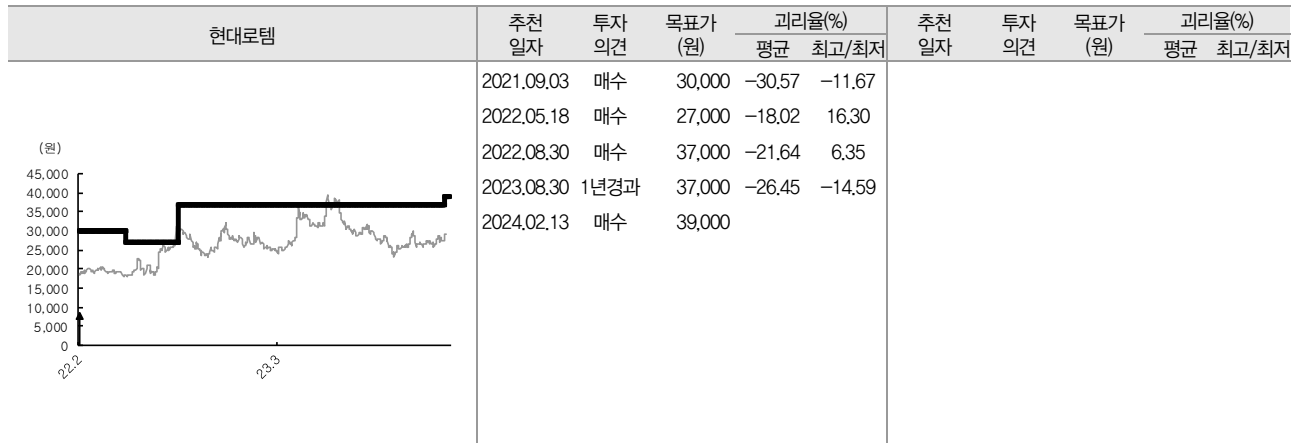 현대로템
추천 일자 투자 의견 목표가 (원) 괴리율(%) 평균 최고/최저 추천 일자 투자 의견 목표가 (원) 괴리율(%) 평균 최고/최저
2021.09.03 매수 30,000 -30.57 -11.67
2022.05.18 매수 27,000 -18.02 16.30
2022.08.30 매수 37,000 -21.64 6.35
2023.08.30 1년경과 37,000 -26.45 -14.59
2024.02.13 매수 39,000
(원)
45,000
40,000
35,000
30,000
25,000
20,000
15,000
10,000
5,000
0
22.2 23.3